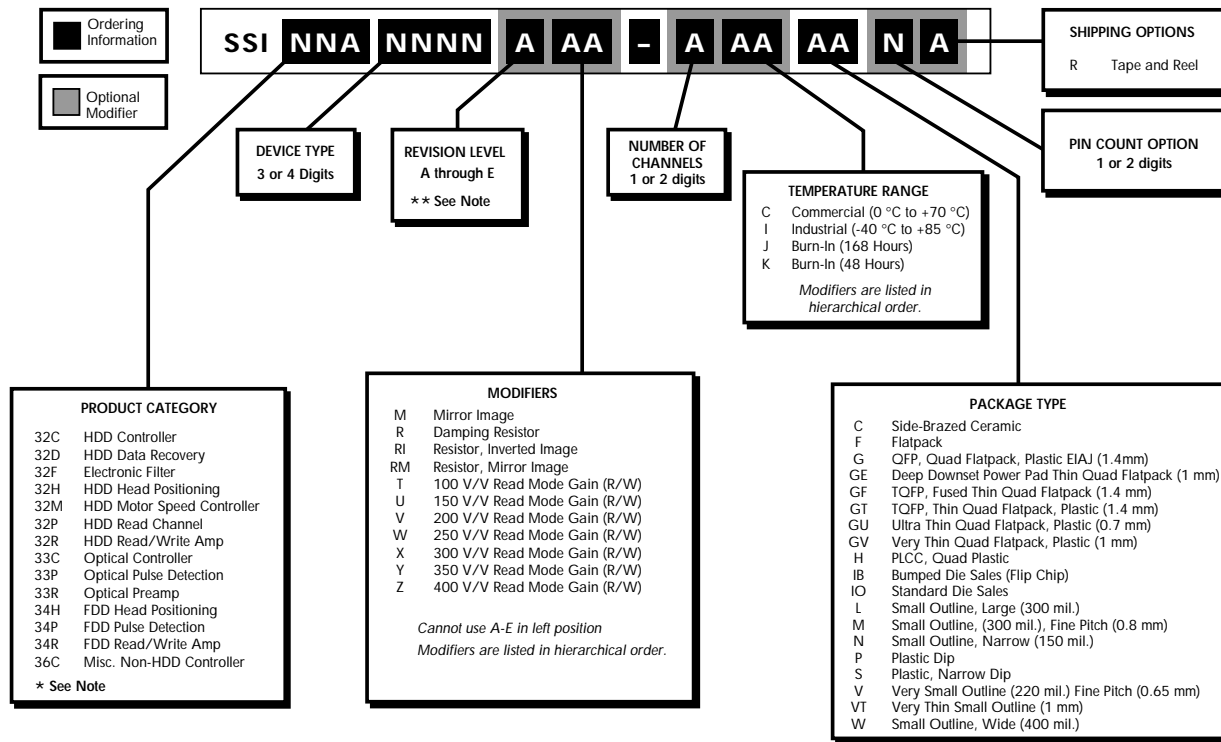 Ordering
Information
Optional
Modifier
SSI NNA NNNN A AA – A AA AA N A
SHIPPING OPTIONS
R Tape and Reel
PIN COUNT OPTION
1 or 2 digits
DEVICE TYPE
3 or 4 Digits
REVISION LEVEL
A through E
** See Note
NUMBER OF
CHANNELS
1 or 2 digits
TEMPERATURE RANGE
C Commercial (0 °C to +70 °C)
I Industrial (-40 °C to +85 °C)
J Burn-In (168 Hours)
K Burn-In (48 Hours)
Modifiers are listed in
hierarchical order.
PRODUCT CATEGORY
32C HDD Controller
32D HDD Data Recovery
32F Electronic Filter
32H HDD Head Positioning
32M HDD Motor Speed Controller
32P HDD Read Channel
32R HDD Read/Write Amp
33C Optical Controller
33P Optical Pulse Detection
33R Optical Preamp
34H FDD Head Positioning
34P FDD Pulse Detection
34R FDD Read/Write Amp
36C Misc. Non-HDD Controller
* See Note
MODIFIERS
M Mirror Image
R Damping Resistor
RI Resistor, Inverted Image
RM Resistor, Mirror Image
T 100 V/V Read Mode Gain (R/W)
U 150 V/V Read Mode Gain (R/W)
V 200 V/V Read Mode Gain (R/W)
W 250 V/V Read Mode Gain (R/W)
X 300 V/V Read Mode Gain (R/W)
Y 350 V/V Read Mode Gain (R/W)
Z 400 V/V Read Mode Gain (R/W)
Cannot use A-E in left position
Modifiers are listed in hierarchical order.
PACKAGE TYPE
C Side-Brazed Ceramic
F Flatpack
G QFP, Quad Flatpack, Plastic EIAJ (1.4mm)
GE Deep Downset Power Pad Thin Quad Flatpack (1 mm)
GF TQFP, Fused Thin Quad Flatpack (1.4 mm)
GT TQFP, Thin Quad Flatpack, Plastic (1.4 mm)
GU Ultra Thin Quad Flatpack, Plastic (0.7 mm)
GV Very Thin Quad Flatpack, Plastic (1 mm)
H PLCC, Quad Plastic
IB Bumped Die Sales (Flip Chip)
IO Standard Die Sales
L Small Outline, Large (300 mil.)
M Small Outline, (300 mil.), Fine Pitch (0.8 mm)
N Small Outline, Narrow (150 mil.)
P Plastic Dip
S Plastic, Narrow Dip
V Very Small Outline (220 mil.) Fine Pitch (0.65 mm)
VT Very Thin Small Outline (1 mm)
W Small Outline, Wide (400 mil.)